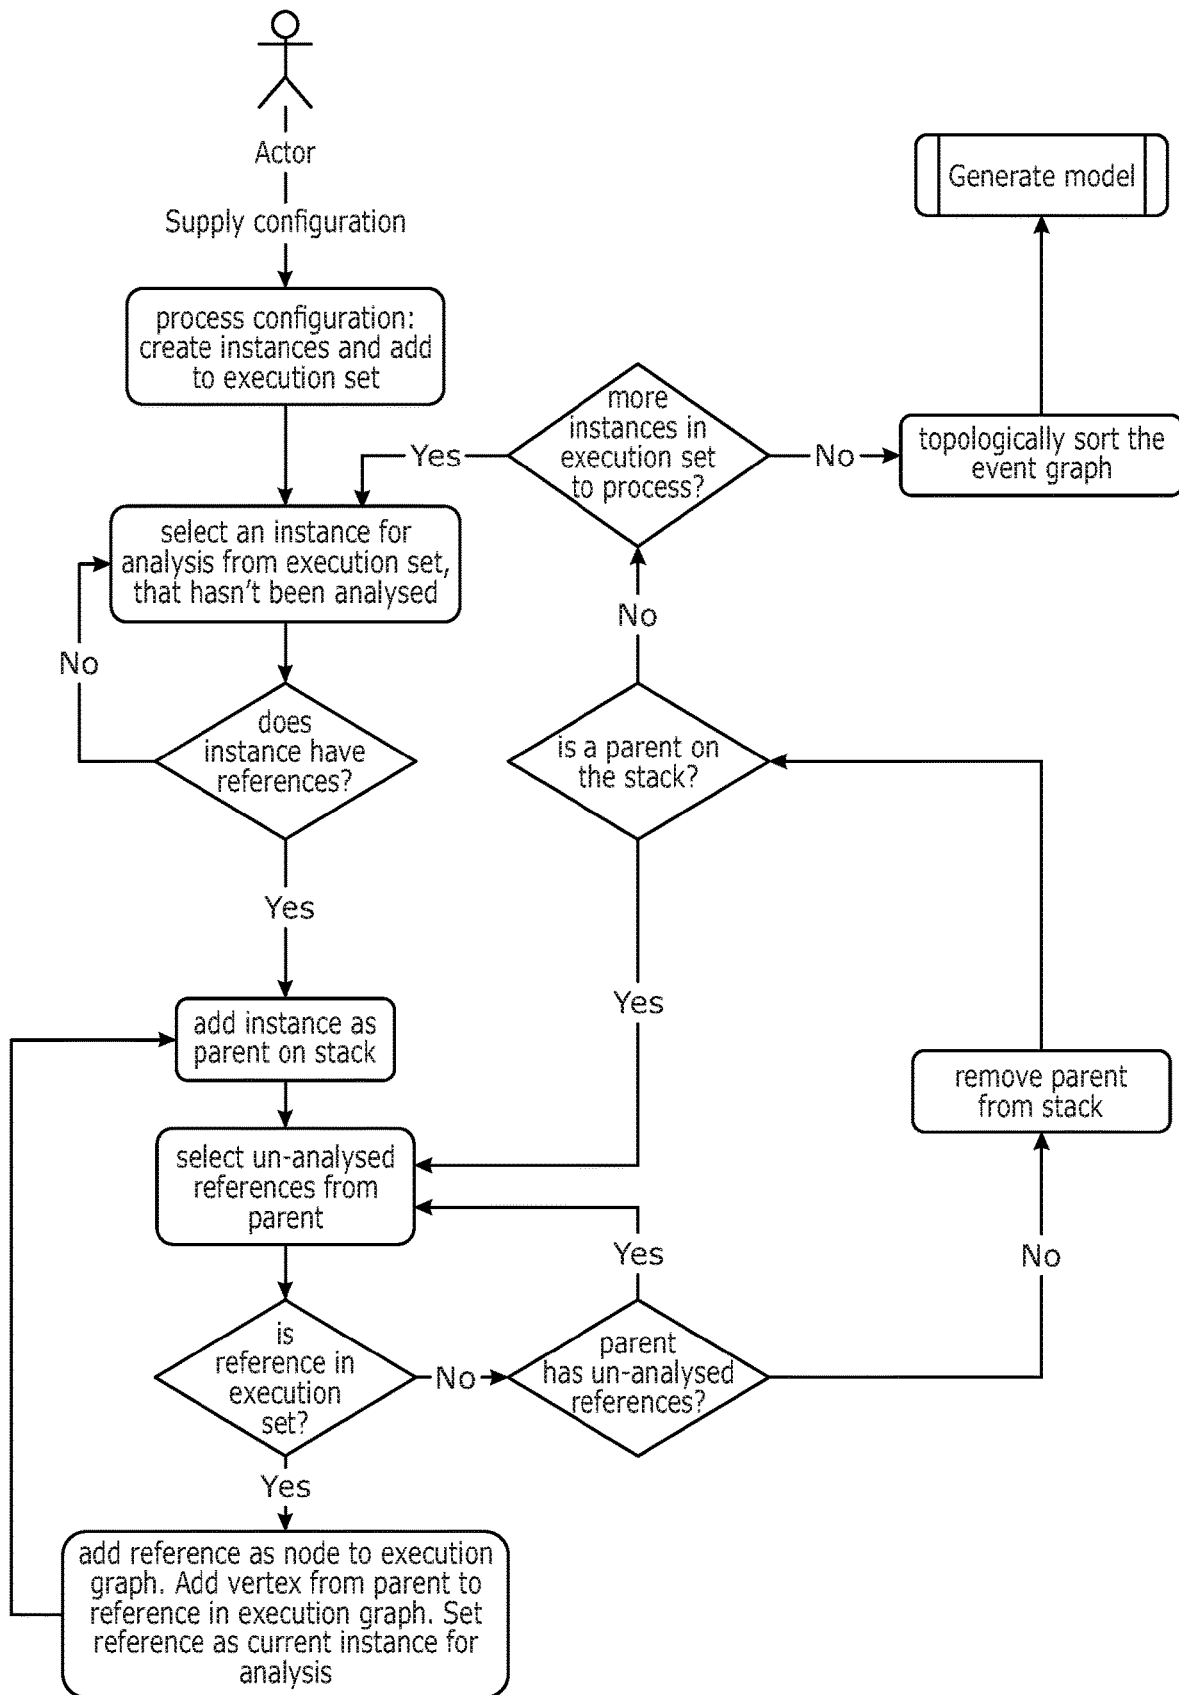 Actor
Supply configuration
process configuration:
create instances and add
to execution set
Generate model
more
instances in
execution set
to process?
Yes
No
topologically sort the
event graph
select an instance for
analysis from execution set,
that hasn't been analysed
No
No
does
instance have
references?
is a parent on
the stack?
Yes
Yes
add instance as
parent on stack
remove parent
from stack
select un-analysed
references from
parent
Yes
No
is
reference in
execution
set?
No
parent
has un-analysed
references?
Yes
add reference as node to execution
graph. Add vertex from parent to
reference in execution graph. Set
reference as current instance for
analysis